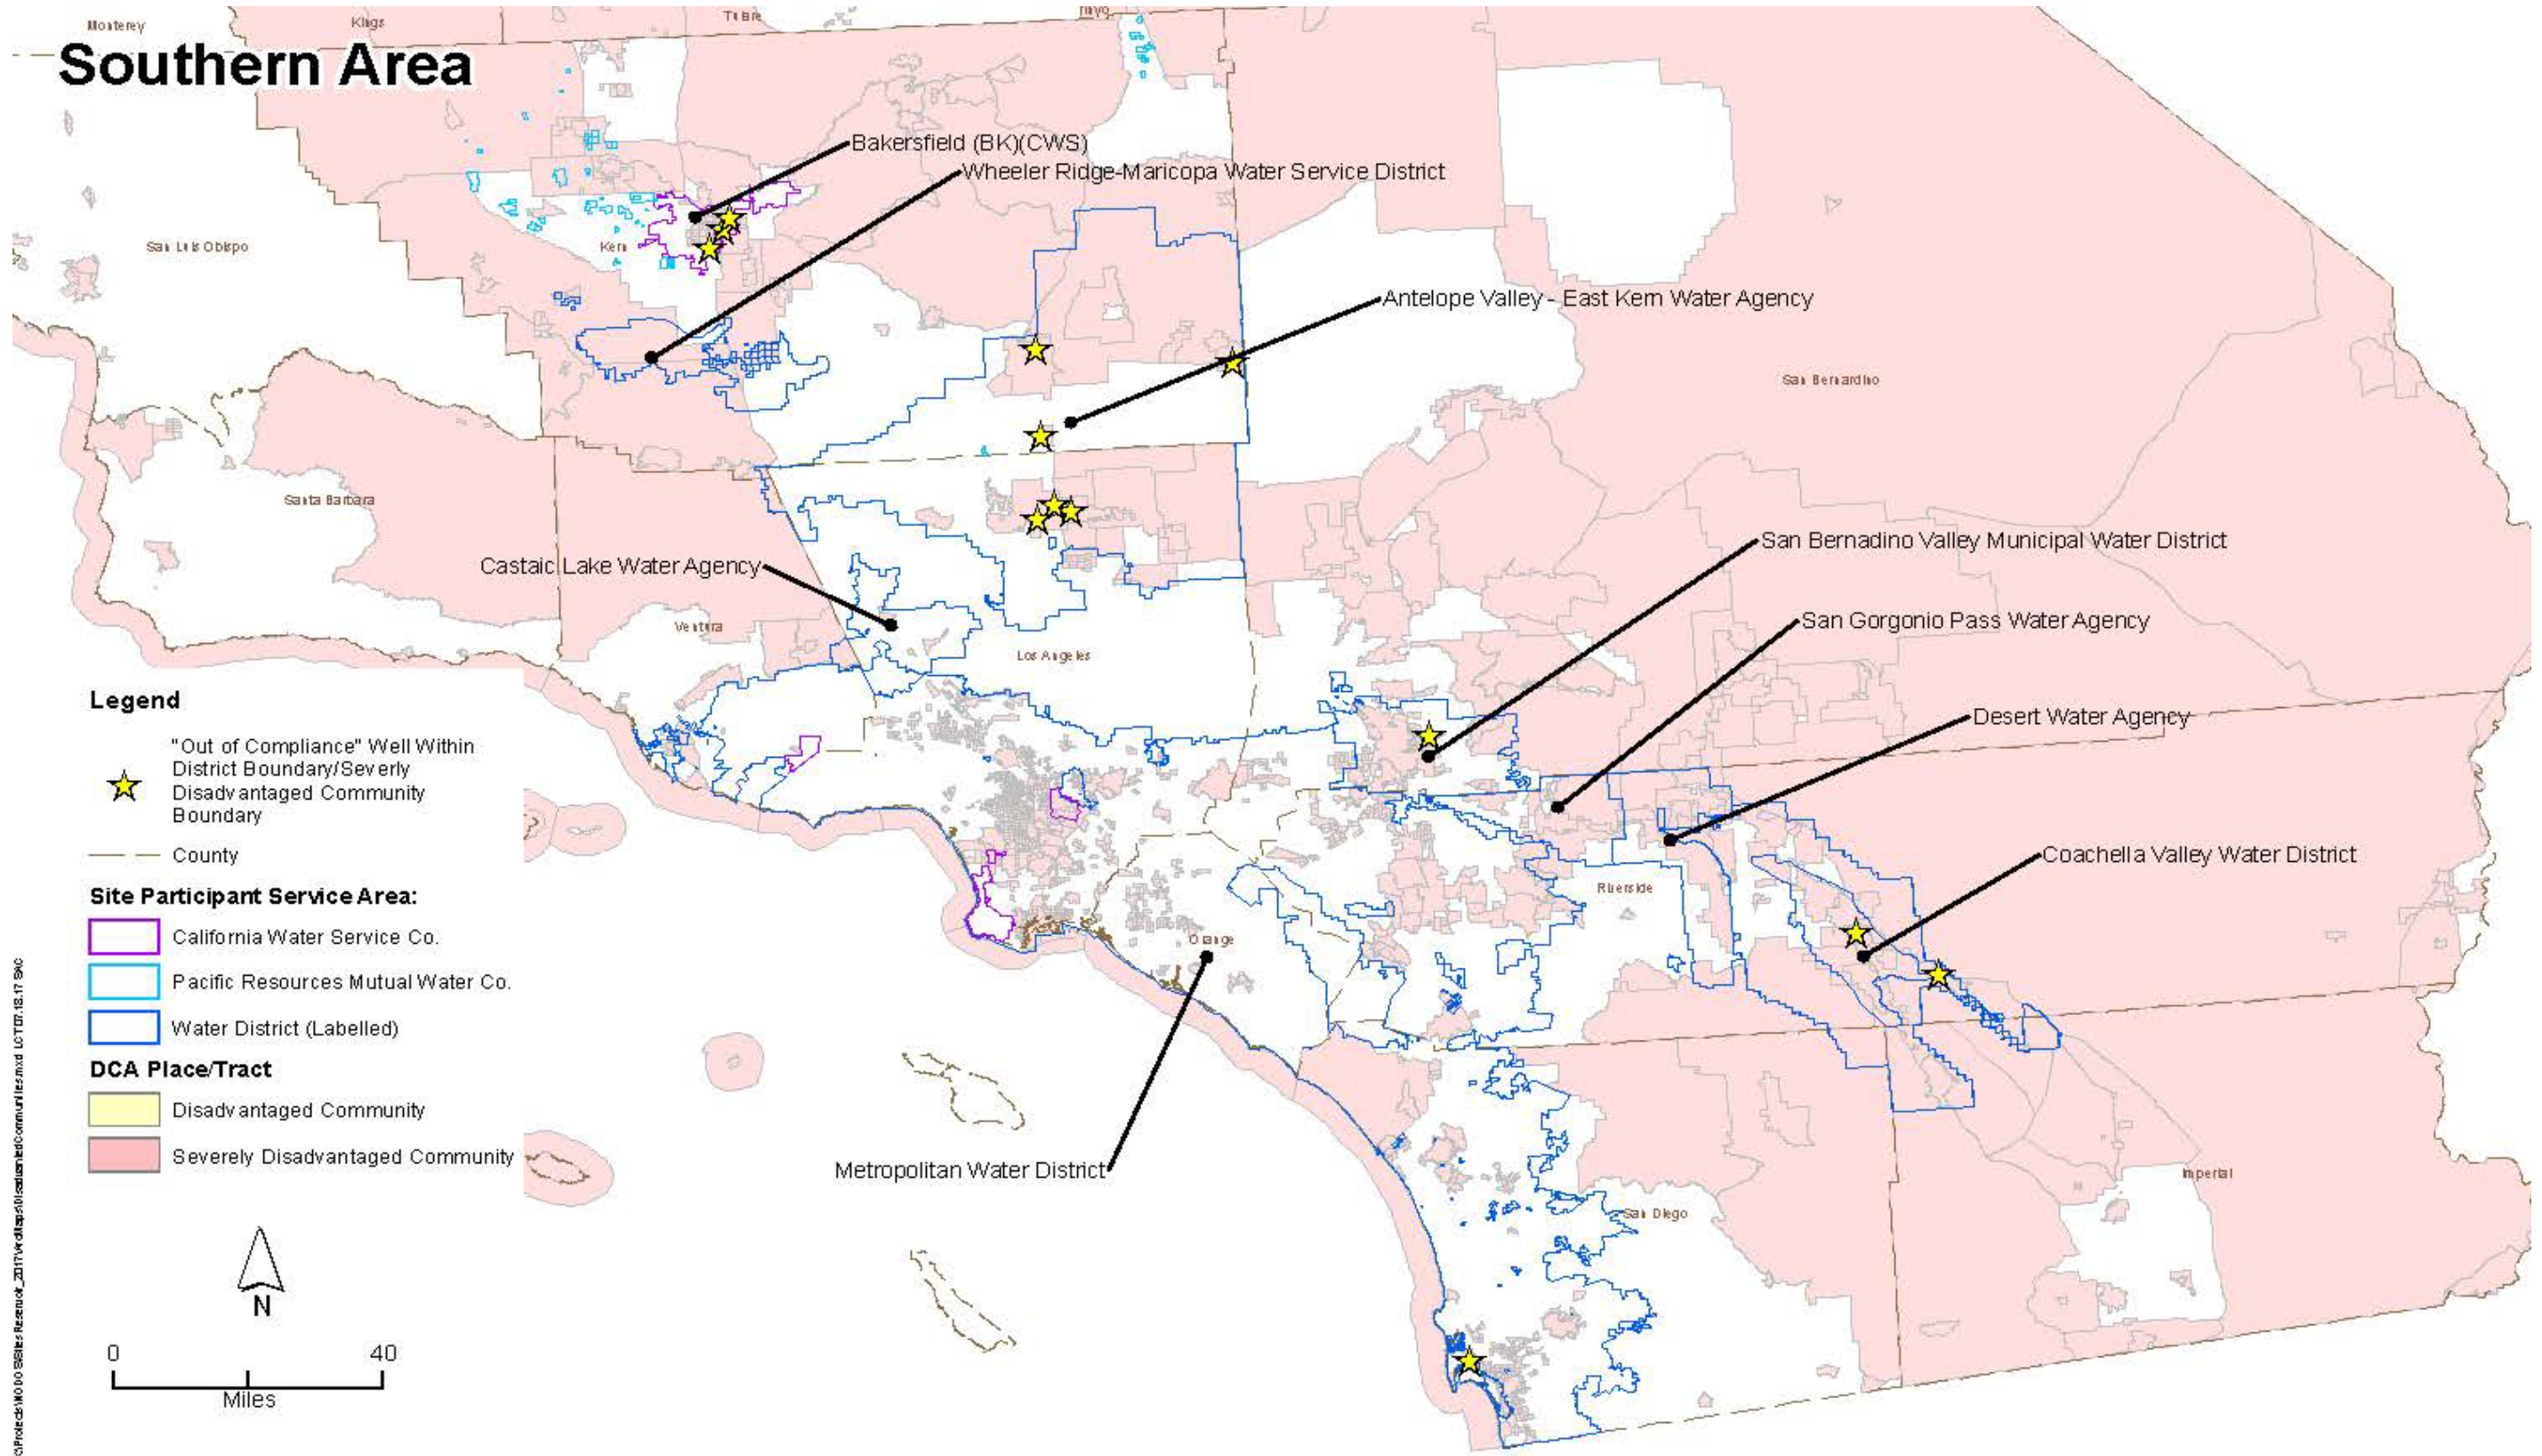 Monterey
Kings
Tulare
Inyo
Southern Area
Bakersfield (BK)(CWS)
Wheeler Ridge-Maricopa Water Service District
San Luis Obispo
Kern
Antelope Valley - East Kern Water Agency
San Bernardino
Santa Barbara
San Bernadino Valley Municipal Water District
Castaic Lake Water Agency
San Gorgonio Pass Water Agency
Ventura
Los Angeles
Desert Water Agency
Coachella Valley Water District
Riverside
Orange
Metropolitan Water District
Imperial
San Diego
Legend
"Out of Compliance" Well Within
District Boundary/Severly
Disadvantaged Community
Boundary
County
Site Participant Service Area:
California Water Service Co.
Pacific Resources Mutual Water Co.
Water District (Labelled)
DCA Place/Tract
Disadvantaged Community
Severely Disadvantaged Community
N
0
40
Miles